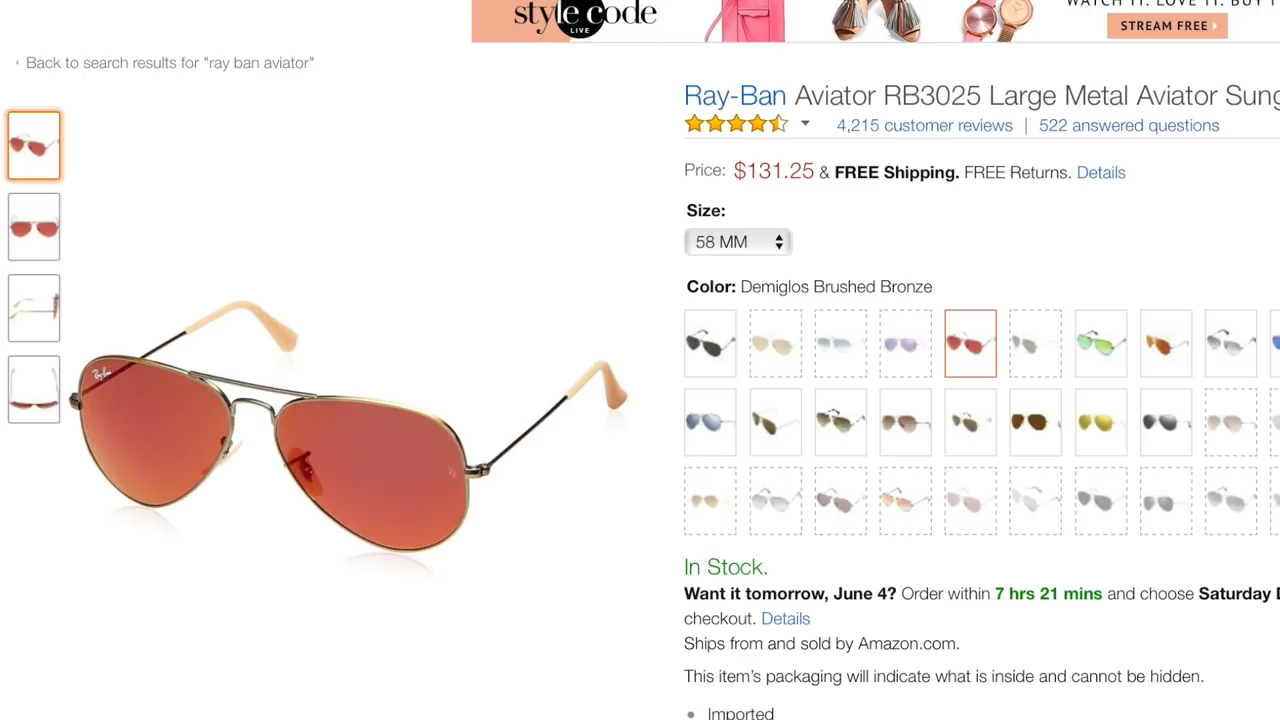 style code
LIVE
WATCH IT. LOVE IT. BUY
STREAM FREE
‹ Back to search results for "ray ban aviator"
Ray-Ban Aviator RB3025 Large Metal Aviator Sung
4,215 customer reviews | 522 answered questions
Price: $131.25 & FREE Shipping. FREE Returns. Details
Size:
58 MM
Color: Demiglos Brushed Bronze
Ray-Ban
In Stock.
Want it tomorrow, June 4? Order within 7 hrs 21 mins and choose Saturday
checkout. Details
Ships from and sold by Amazon.com.
This item's packaging will indicate what is inside and cannot be hidden.
• Imported